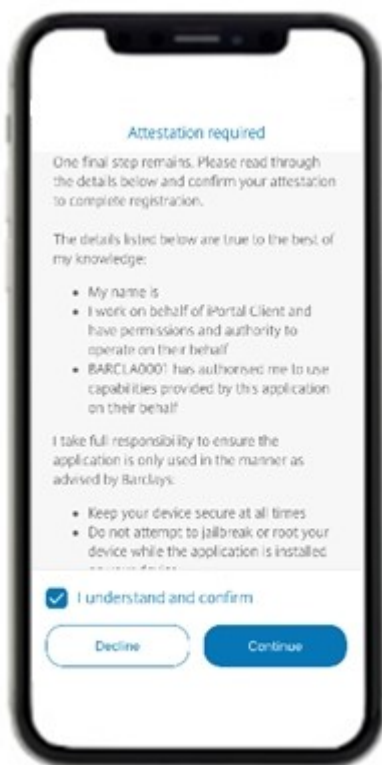 Attestation required
One final step remains. Please read through
the details below and confirm your attestation
to complete registration.
The details listed below are true to the best of
my knowledge:
• My name is
• I work on behalf of iPortal Client and
have permissions and authority to
operate on their behalf
• BARCLA0001 has authorised me to use
capabilities provided by this application
on their behalf
I take full responsibility to ensure the
application is only used in the manner as
advised by Barclays:
• Keep your device secure at all times
• Do not attempt to jailbreak or root your
device while the application is installed
I understand and confirm
Decline
Continue